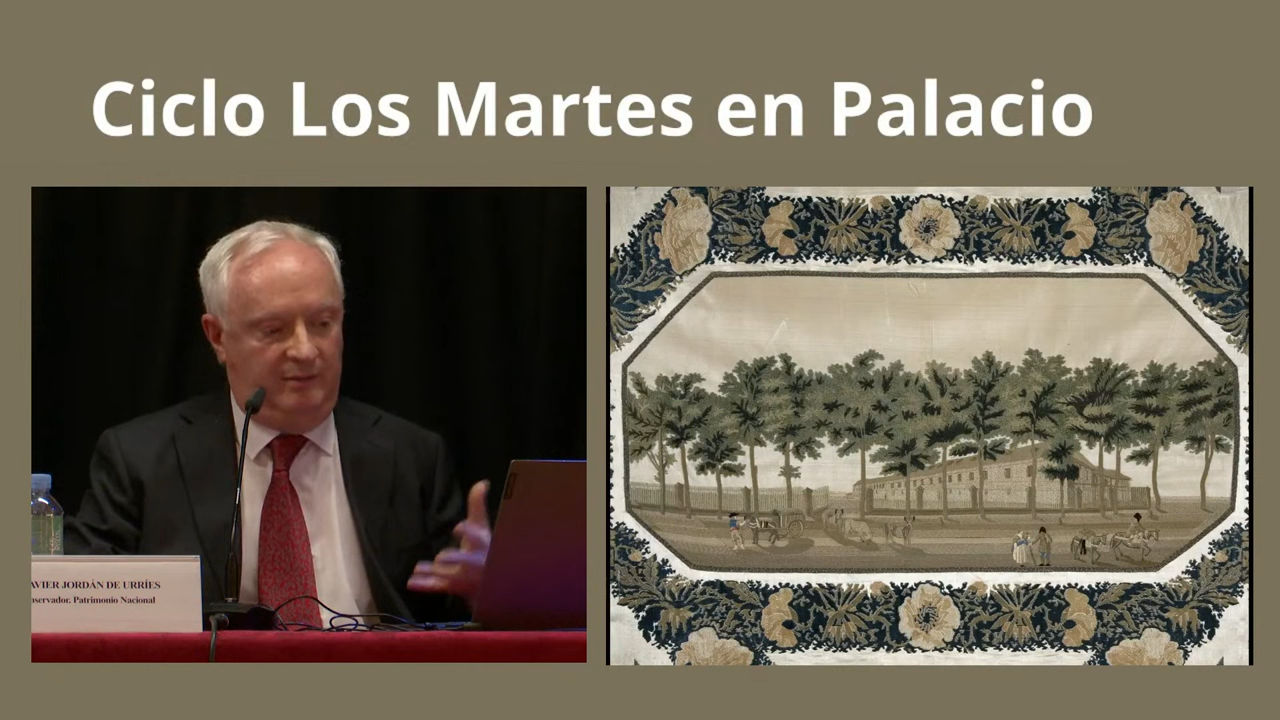 Ciclo Los Martes en Palacio
AVIER JORDÁN DE URRÍES
nservador. Patrimonio Nacional